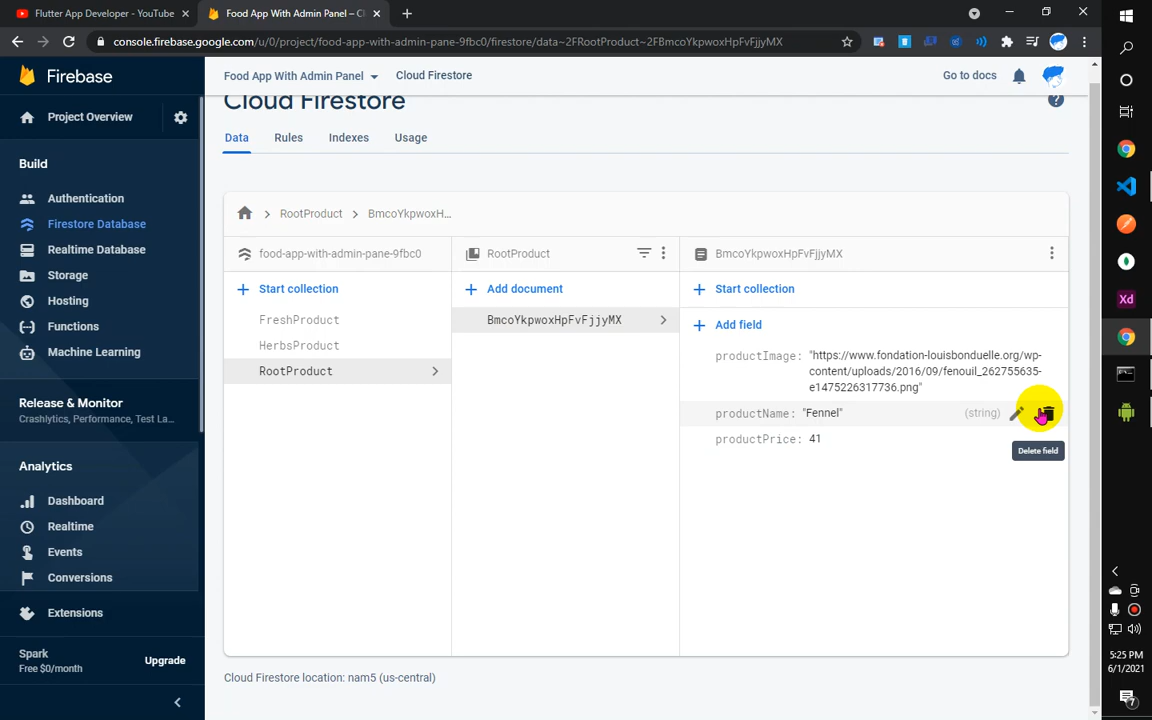 Flutter App Developer - YouTube
Food App With Admin Panel – Cl
console.firebase.google.com/u/0/project/food-app-with-admin-pane-9fbc0/firestore/data~2FRootProduct~2FBmcoYkpwoxHpFvFjjyMX
Firebase
Food App With Admin Panel
Cloud Firestore
Go to docs
Cloud Firestore
Project Overview
Data
Rules
Indexes
Usage
Build
Authentication
Firestore Database
Realtime Database
Storage
Hosting
Functions
Machine Learning
Release & Monitor
Crashlytics, Performance, Test La...
Analytics
Dashboard
Realtime
Events
Conversions
Extensions
Spark
Free $0/month
Upgrade
RootProduct
BmcoYkpwoxH...
food-app-with-admin-pane-9fbc0
RootProduct
BmcoYkpwoxHpFvFjjyMX
Start collection
Add document
Start collection
FreshProduct
HerbsProduct
RootProduct
BmcoYkpwoxHpFvFjjyMX
Add field
productImage: "https://www.fondation-louisbonduelle.org/wp-
content/uploads/2016/09/fenouil_262755635-
e1475226317736.png"
productName: "Fennel"
(string)
productPrice: 41
Delete field
Cloud Firestore location: nam5 (us-central)
Xd
5:25 PM
6/1/2021
7